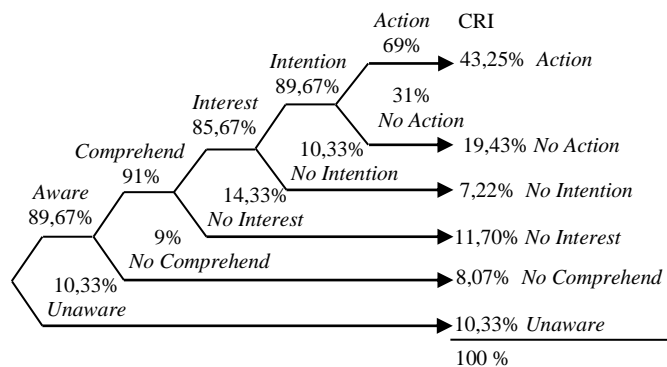 Action CRI
69%
43,25% Action
Intention
89,67%
31%
No Action
19,43% No Action
Interest
85,67%
10,33%
No Intention
7,22% No Intention
Comprehend
91%
14,33%
No Interest
11,70% No Interest
Aware
89,67%
9%
No Comprehend
8,07% No Comprehend
10,33%
Unaware
10,33% Unaware
100 %